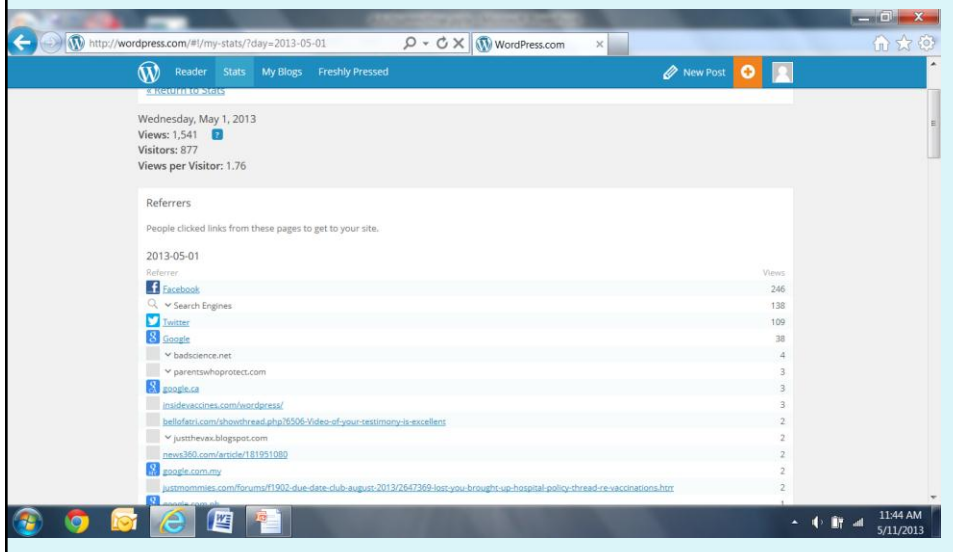 http://wordpress.com/#!/my-stats/?day=2013-05-01
WordPress.com
Reader Stats My Blogs Freshly Pressed New Post
« Return to Stats
Wednesday, May 1, 2013
Views: 1,541 ?
Visitors: 877
Views per Visitor: 1.76
Referrers
People clicked links from these pages to get to your site.
2013-05-01
Referrer Views
Facebook 246
Search Engines 138
Twitter 109
Google 38
badscience.net 4
parentswhoprotect.com 3
google.ca 3
insidevaccines.com/wordpress/ 3
bellofatri.com/showthread.php?6506-Video-of-your-testimony-is-excellent 2
justthevax.blogspot.com 2
news360.com/article/181951080 2
google.com.my 2
justmommies.com/forums/f1902-due-date-club-august-2013/2647369-lost-you-brought-up-hospital-policy-thread-re-vaccinations.htm 2
google.com.ph 1
11:44 AM
5/11/2013